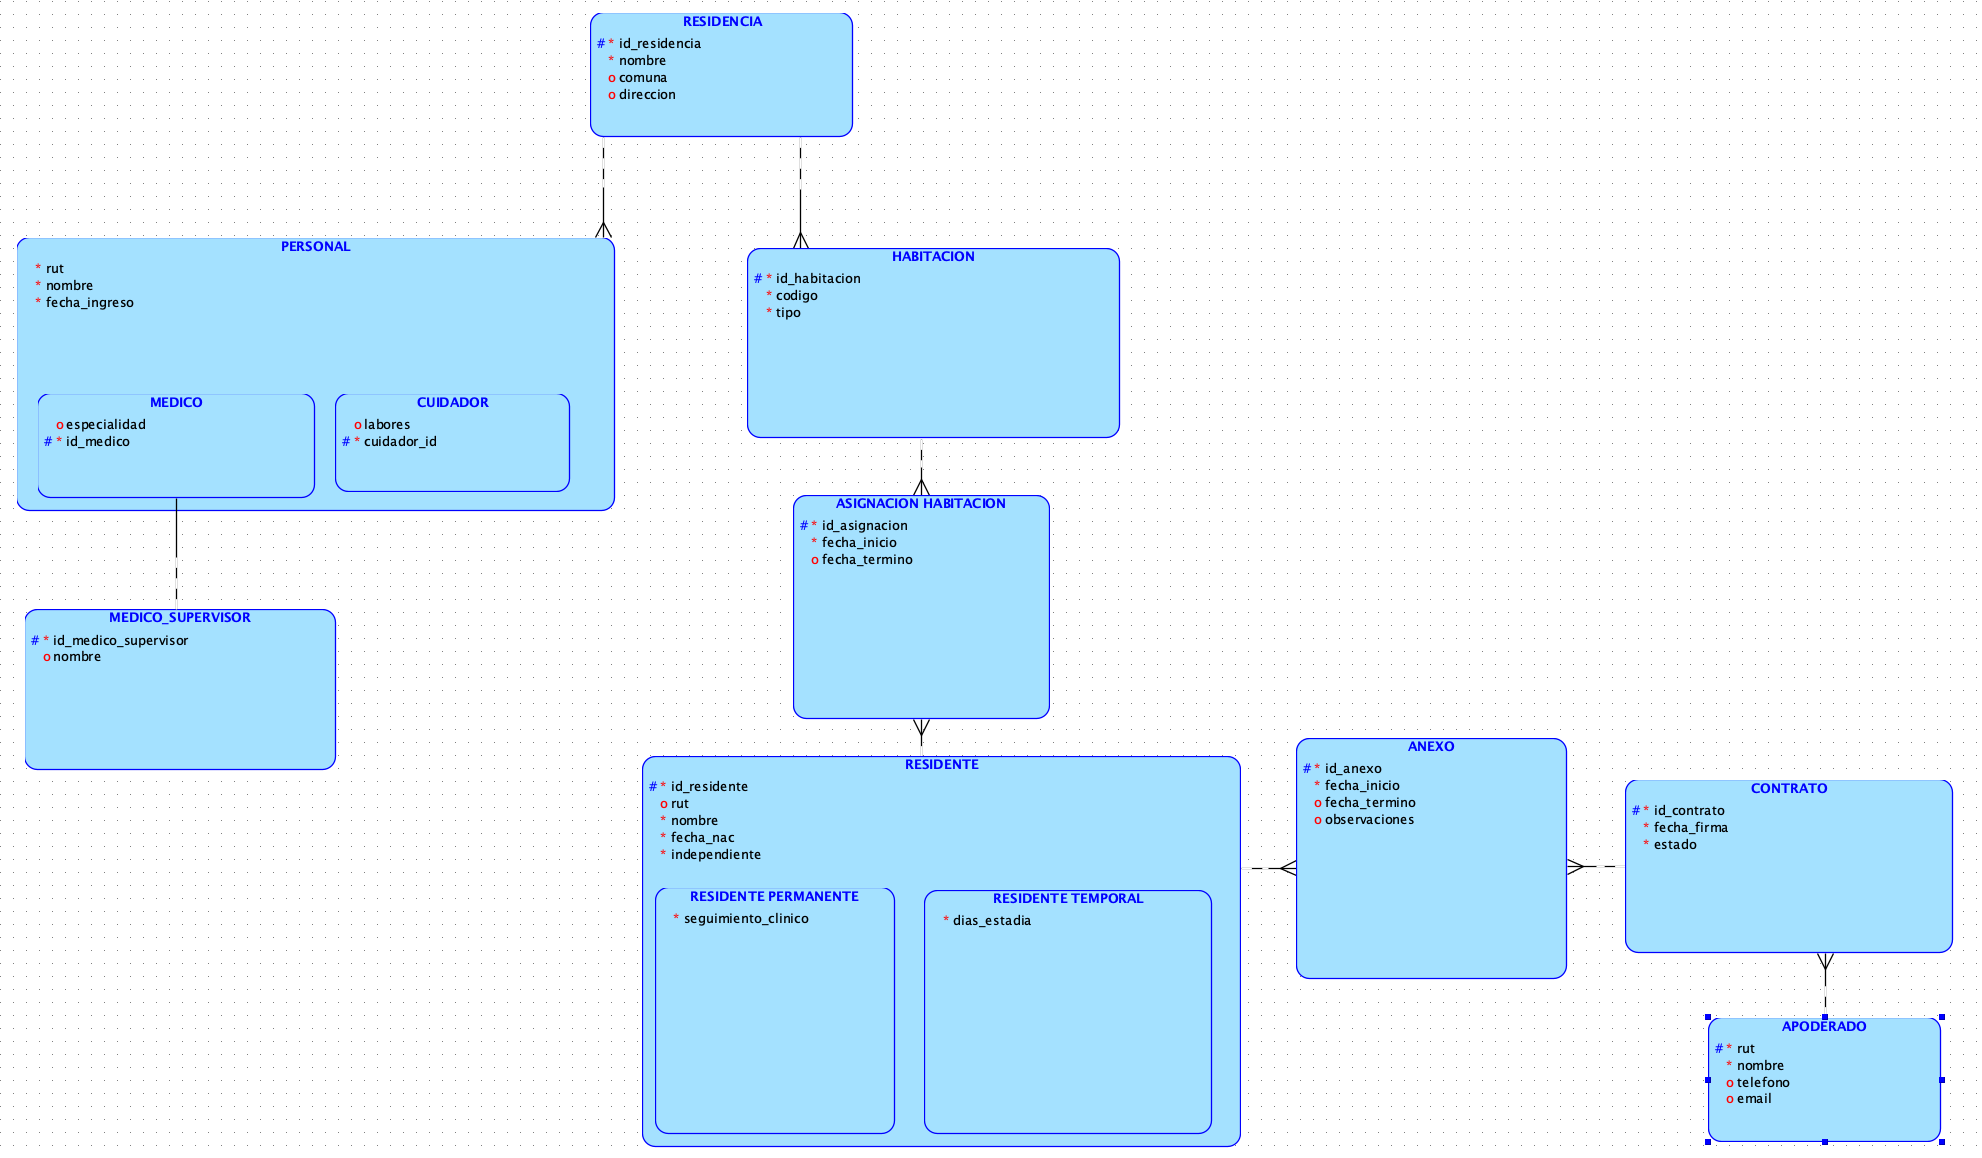 RESIDENCIA
# * id_residencia
* nombre
o comuna
o direccion
PERSONAL
* rut
* nombre
* fecha_ingreso
MEDICO
o especialidad
# * id_medico
CUIDADOR
o labores
# * cuidador_id
HABITACION
# * id_habitacion
* codigo
* tipo
ASIGNACION HABITACION
# * id_asignacion
* fecha_inicio
o fecha_termino
MEDICO_SUPERVISOR
# * id_medico_supervisor
o nombre
RESIDENTE
# * id_residente
o rut
* nombre
* fecha_nac
* independiente
RESIDENTE PERMANENTE
* seguimiento_clinico
RESIDENTE TEMPORAL
* dias_estadia
ANEXO
# * id_anexo
* fecha_inicio
o fecha_termino
o observaciones
CONTRATO
# * id_contrato
* fecha_firma
* estado
APODERADO
# * rut
* nombre
o telefono
o email